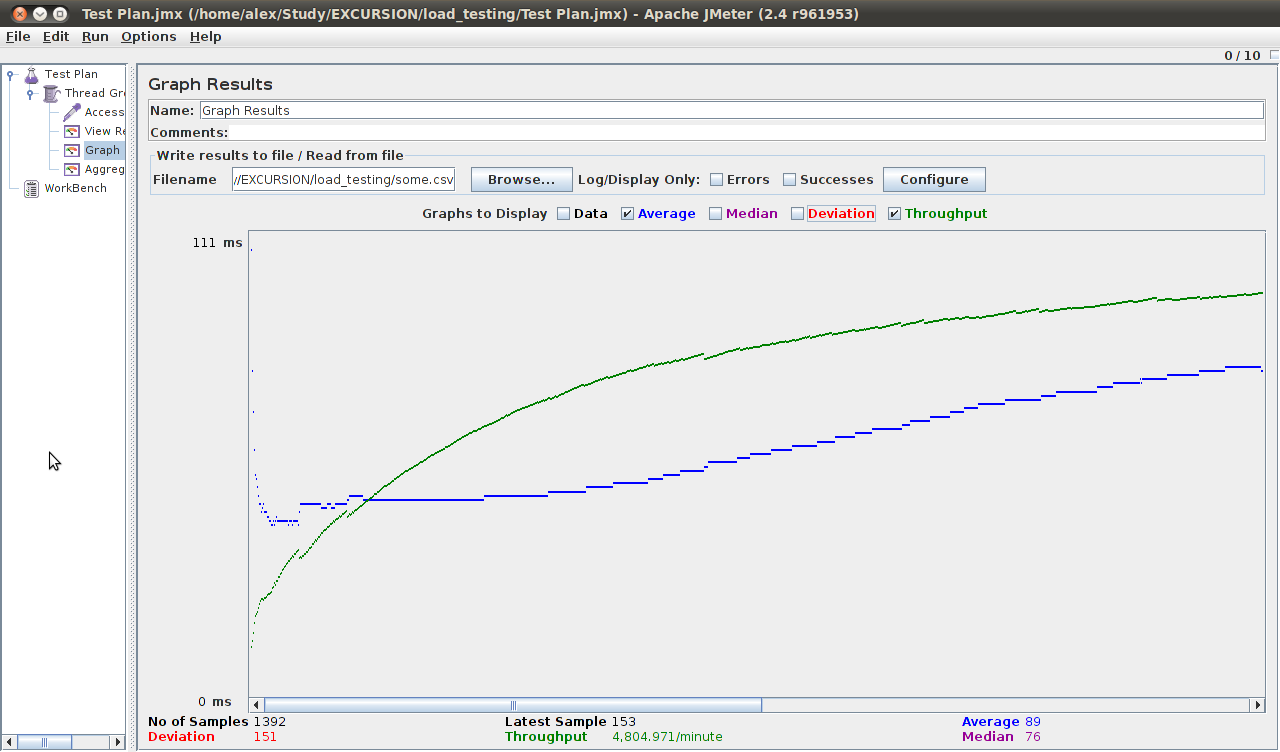 Test Plan.jmx (/home/alex/Study/EXCURSION/load_testing/Test Plan.jmx) - Apache JMeter (2.4 r961953)
File Edit Run Options Help
0 / 10
Test Plan
Thread Gr
Access
View Re
Graph
Aggreg
WorkBench
Graph Results
Name: Graph Results
Comments:
Write results to file / Read from file
Filename //EXCURSION/load_testing/some.csv Browse... Log/Display Only: Errors Successes Configure
Graphs to Display Data Average Median Deviation Throughput
111 ms
0 ms
No of Samples 1392 Latest Sample 153 Average 89
Deviation 151 Throughput 4,804.971/minute Median 76